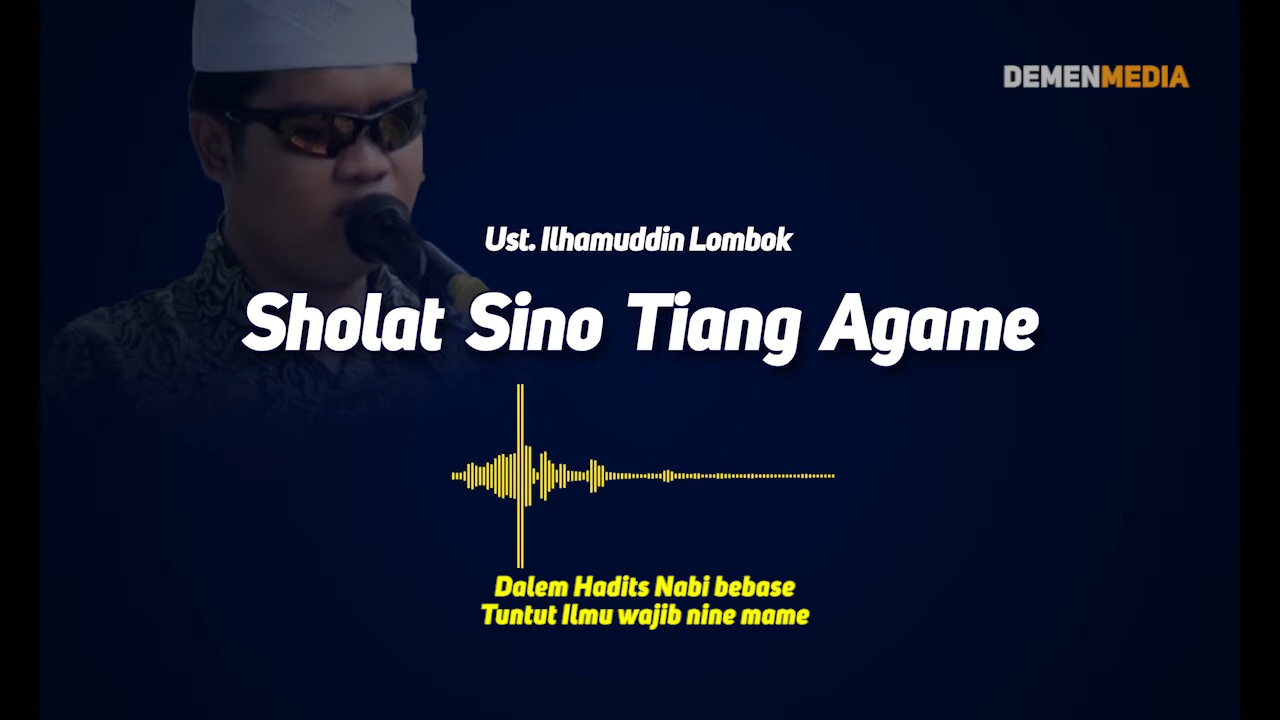 DEMENMEDIA
Ust. Ilhamuddin Lombok
Sholat Sino Tiang Agame
Dalem Hadits Nabi bebase
Tuntut Ilmu wajib nine mame